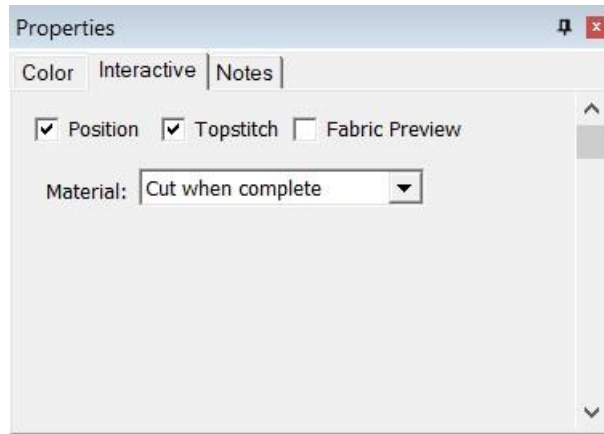 Properties
Color Interactive Notes
Position Topstitch Fabric Preview
Material: Cut when complete